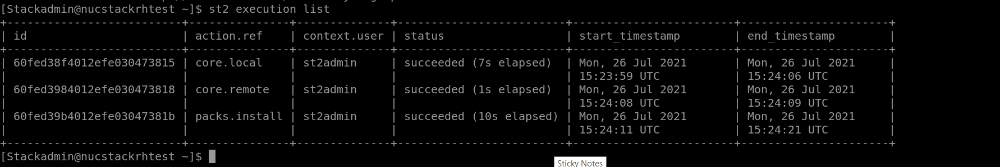 [Stackadmin@nucstackrhtest ~]$ st2 execution list
+--------------------------+---------------+--------------+-------------------------+------------------------+----------------------+
| id                       | action.ref    | context.user | status                  | start_timestamp        | end_timestamp        |
+--------------------------+---------------+--------------+-------------------------+------------------------+----------------------+
| 60fed38f4012efe030473815 | core.local    | st2admin     | succeeded (7s elapsed)  | Mon, 26 Jul 2021       | Mon, 26 Jul 2021     |
|                          |               |              |                         | 15:23:59 UTC           | 15:24:06 UTC         |
| 60fed3984012efe030473818 | core.remote   | st2admin     | succeeded (1s elapsed)  | Mon, 26 Jul 2021       | Mon, 26 Jul 2021     |
|                          |               |              |                         | 15:24:08 UTC           | 15:24:09 UTC         |
| 60fed39b4012efe03047381b | packs.install | st2admin     | succeeded (10s elapsed) | Mon, 26 Jul 2021       | Mon, 26 Jul 2021     |
|                          |               |              |                         | 15:24:11 UTC           | 15:24:21 UTC         |
+--------------------------+---------------+--------------+-------------------------+------------------------+----------------------+
[Stackadmin@nucstackrhtest ~]$
Sticky Notes